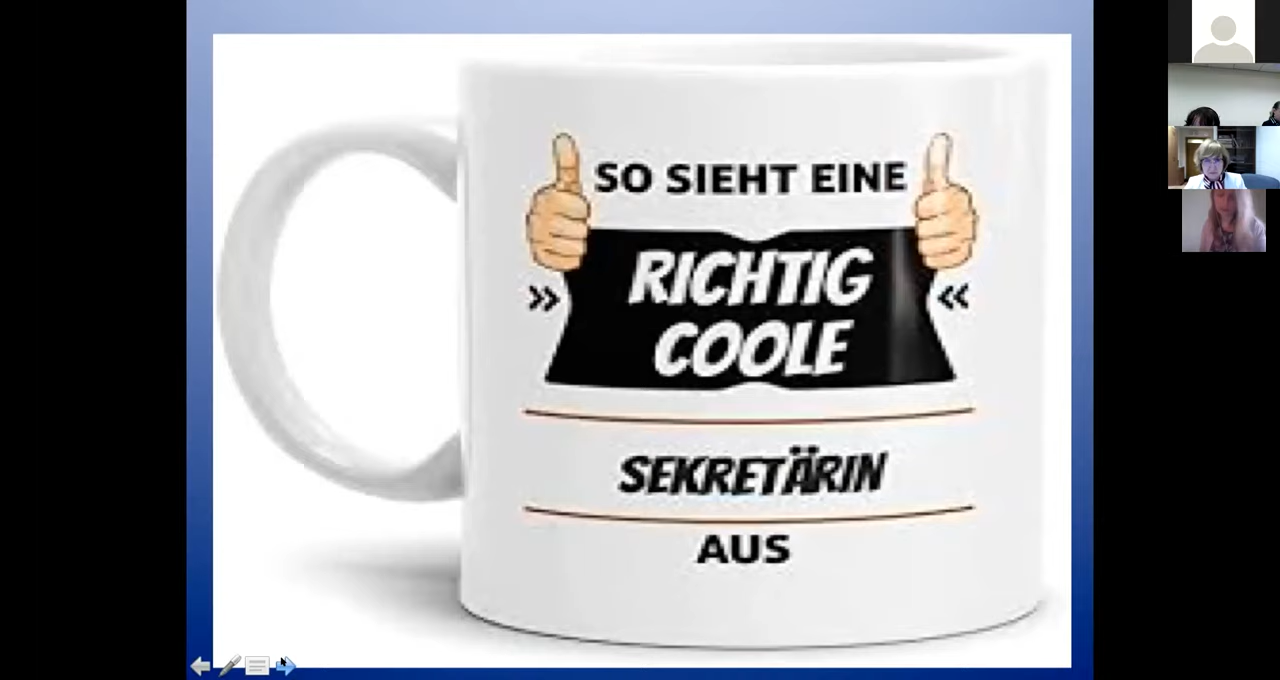 SO SIEHT EINE
» RICHTIG «
COOLE
SEKRETÄRIN
AUS